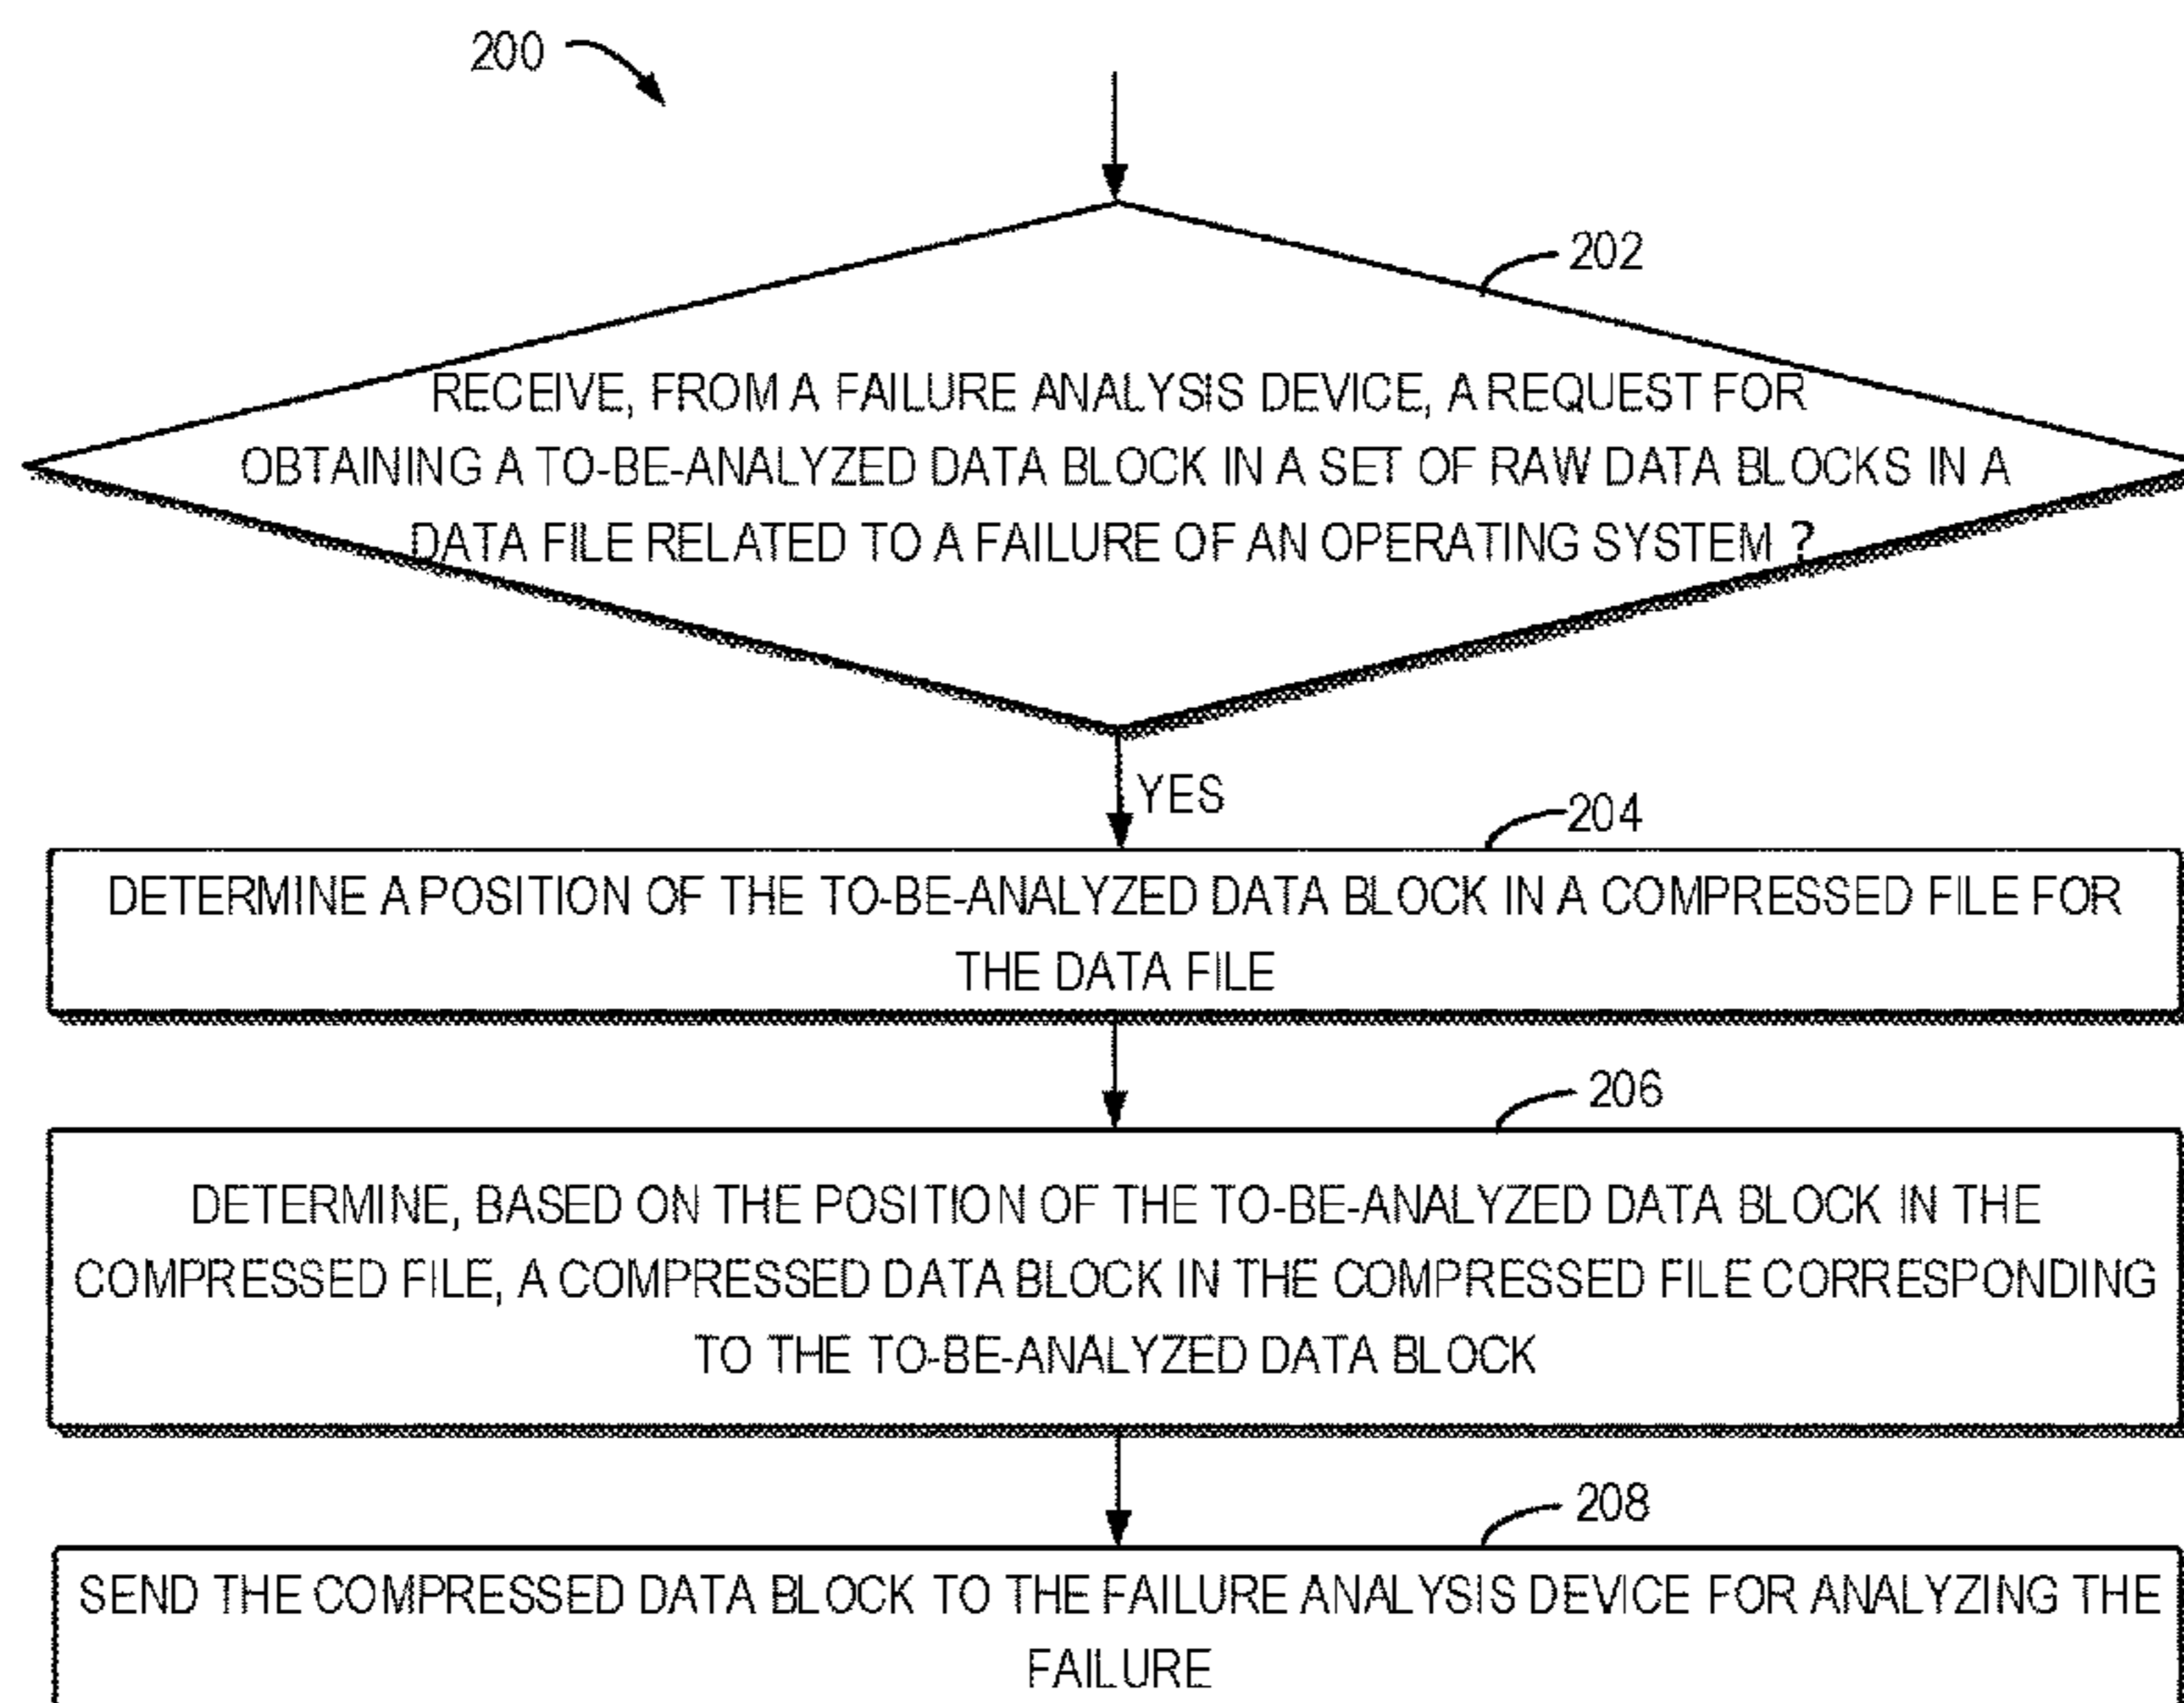 200
202
RECEIVE, FROM A FAILURE ANALYSIS DEVICE, A REQUEST FOR
OBTAINING A TO-BE-ANALYZED DATA BLOCK IN A SET OF RAW DATA BLOCKS IN A
DATA FILE RELATED TO A FAILURE OF AN OPERATING SYSTEM ?
YES
204
DETERMINE A POSITION OF THE TO-BE-ANALYZED DATA BLOCK IN A COMPRESSED FILE FOR
THE DATA FILE
206
DETERMINE, BASED ON THE POSITION OF THE TO-BE-ANALYZED DATA BLOCK IN THE
COMPRESSED FILE, A COMPRESSED DATA BLOCK IN THE COMPRESSED FILE CORRESPONDING
TO THE TO-BE-ANALYZED DATA BLOCK
208
SEND THE COMPRESSED DATA BLOCK TO THE FAILURE ANALYSIS DEVICE FOR ANALYZING THE
FAILURE